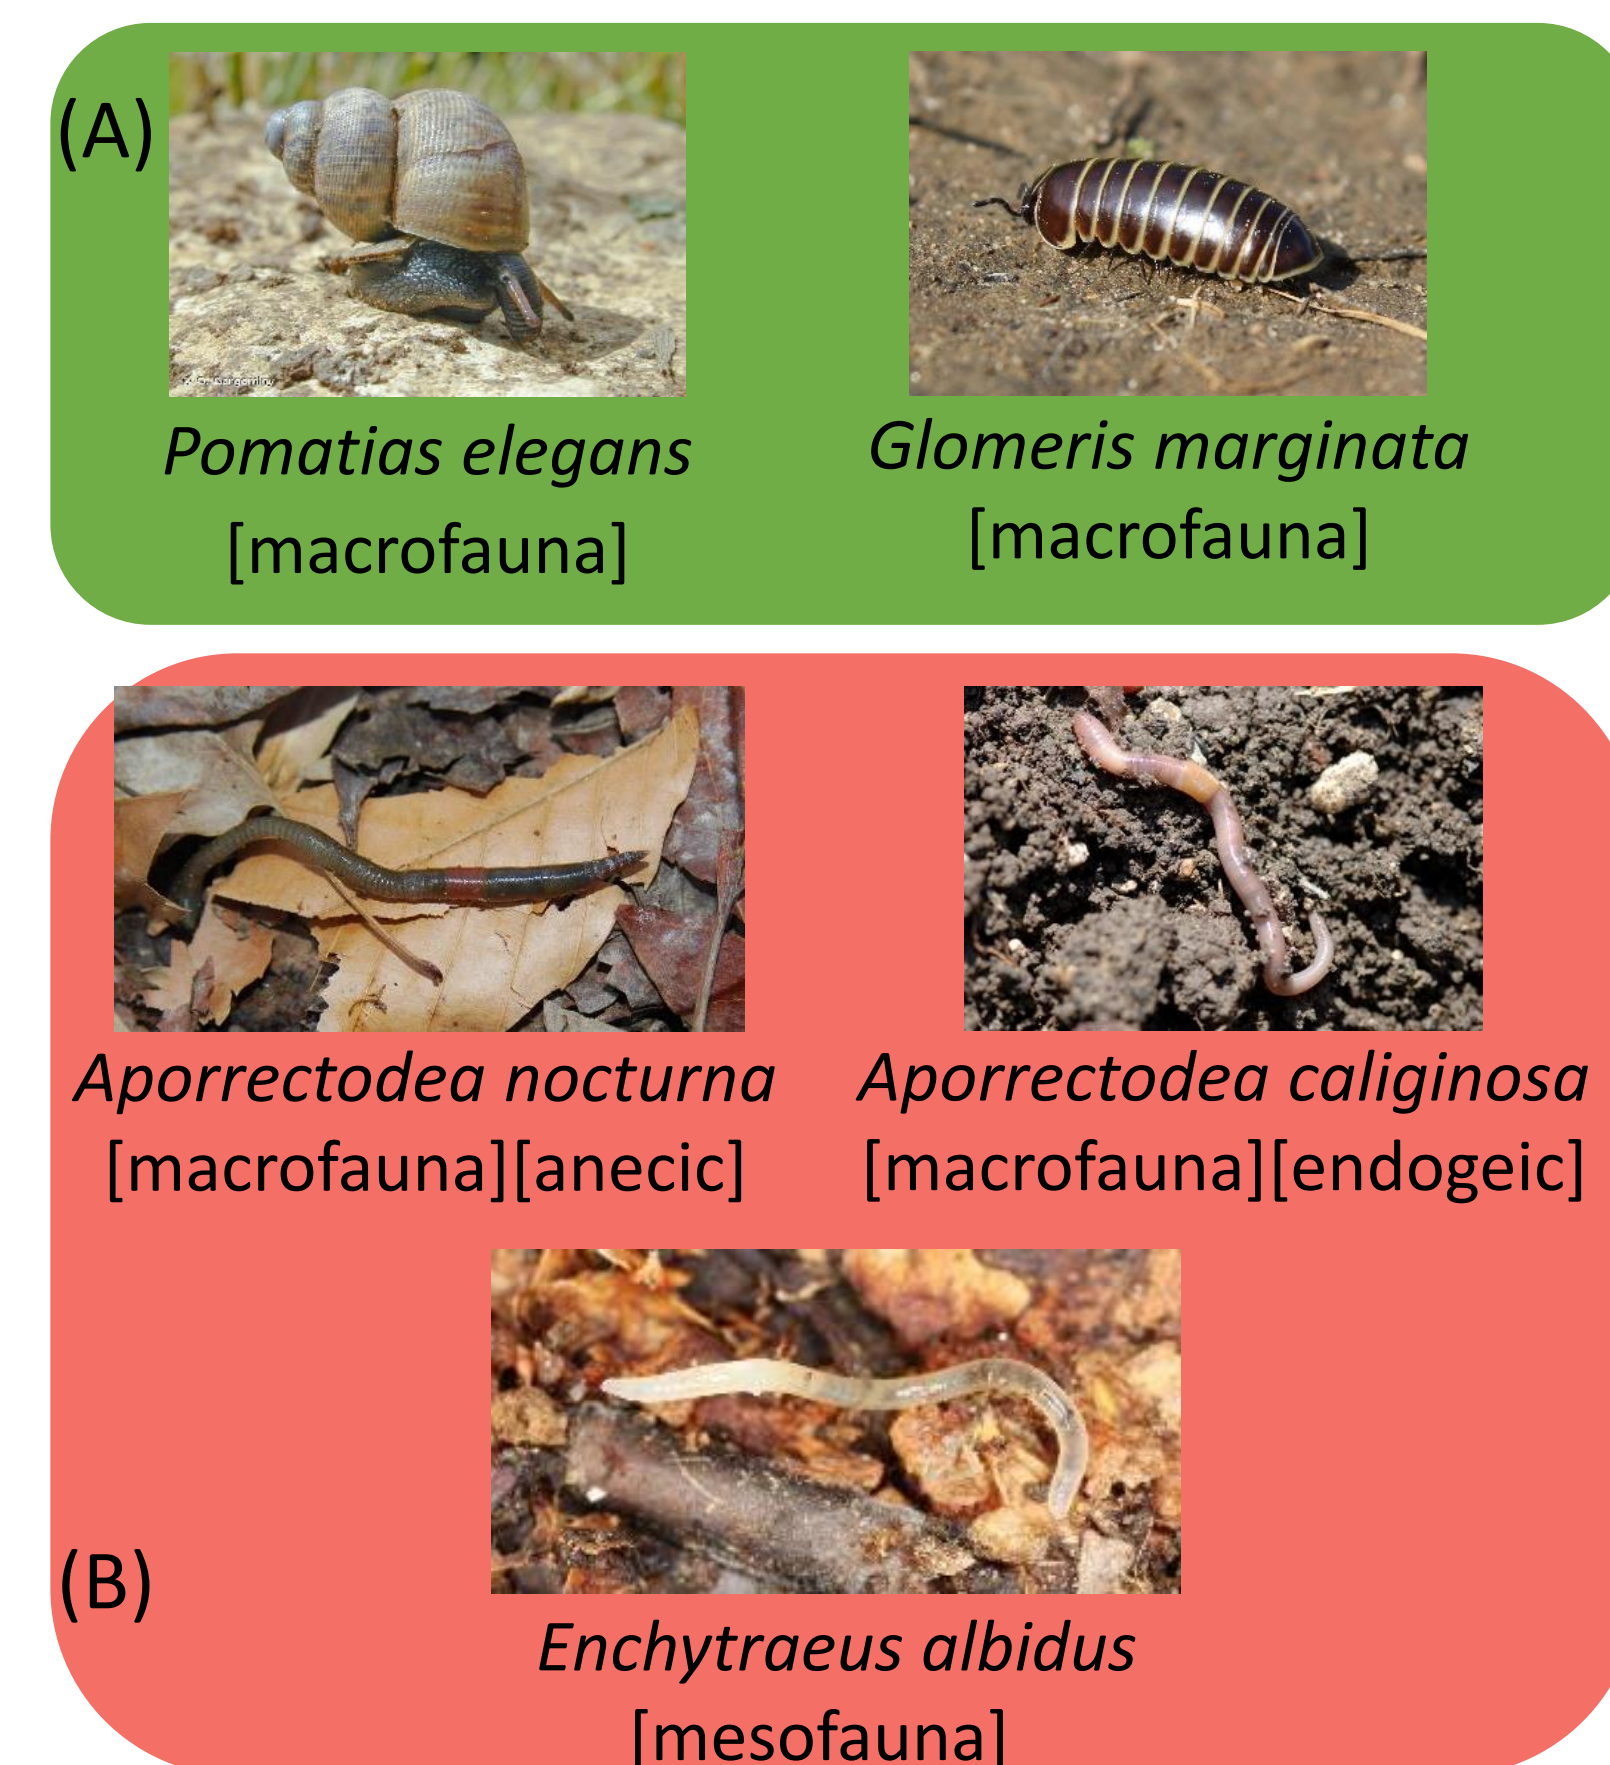 (A)
Pomatias elegans
[macrofauna]
Glomeris marginata
[macrofauna]
Aporrectodea nocturna
[macrofauna][anecic]
Aporrectodea caliginosa
[macrofauna][endogeic]
(B)
Enchytraeus albidus
[mesofauna]